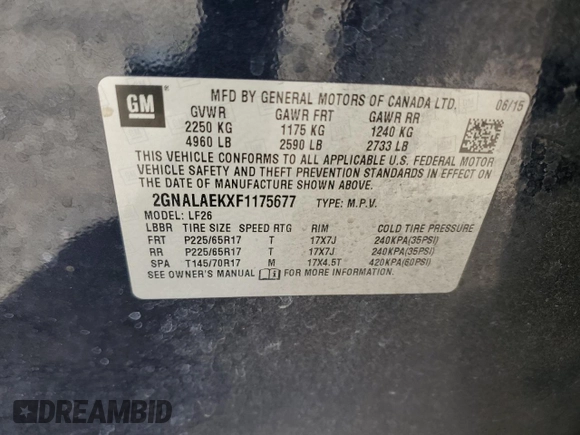 GM
MFD BY GENERAL MOTORS OF CANADA LTD.
06/15
GVWR GAWR FRT GAWR RR
2250 KG 1175 KG 1240 KG
4960 LB 2590 LB 2733 LB
THIS VEHICLE CONFORMS TO ALL APPLICABLE U.S. FEDERAL MOTOR
VEHICLE SAFETY AND THEFT PREVENTION STANDARDS IN EFFECT ON
THE DATE OF MANUFACTURE SHOWN ABOVE.
2GNALAEKXF1175677 TYPE: M.P.V.
MODEL: LF26
LBBR TIRE SIZE SPEED RTG RIM COLD TIRE PRESSURE
FRT P225/65R17 T 17X7J 240KPA(35PSI)
RR P225/65R17 T 17X7J 240KPA(35PSI)
SPA T145/70R17 M 17X4.5T 420KPA(60PSI)
SEE OWNER'S MANUAL FOR MORE INFORMATION.
DREAMBID